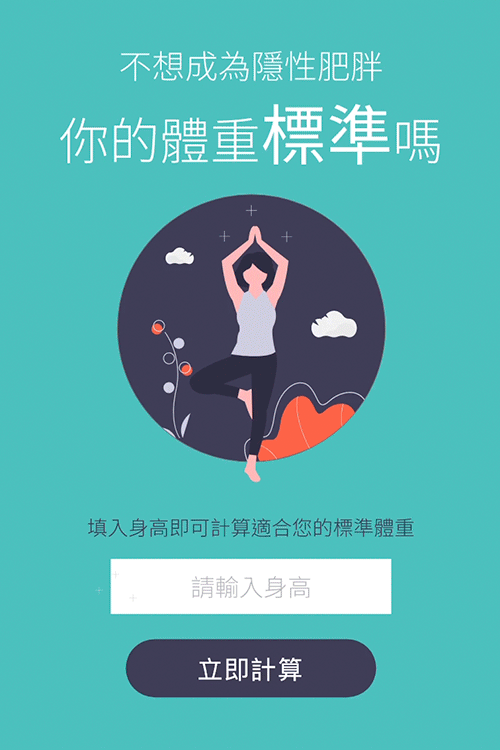 不想成為隱性肥胖
你的體重標準嗎
填入身高即可計算適合您的標準體重
請輸入身高
立即計算